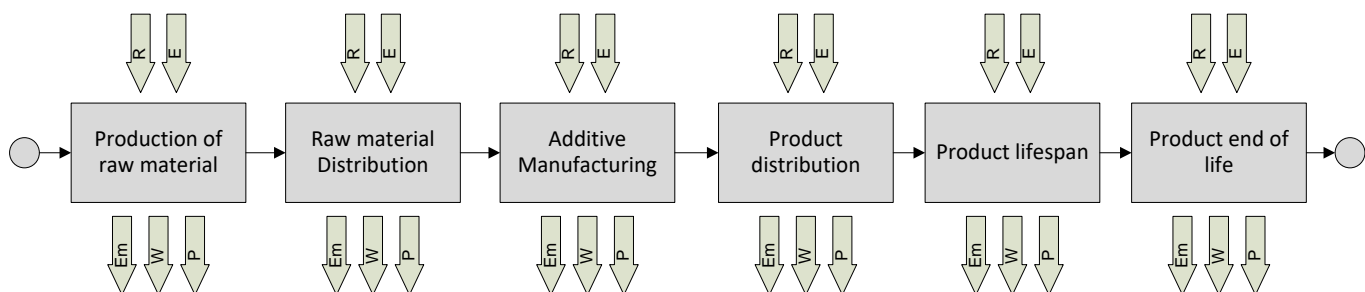 R E R E R E R E R E R E
Production of
raw material
Raw material
Distribution
Additive
Manufacturing
Product
distribution
Product lifespan
Product end of
life
Em W P Em W P Em W P Em W P Em W P Em W P